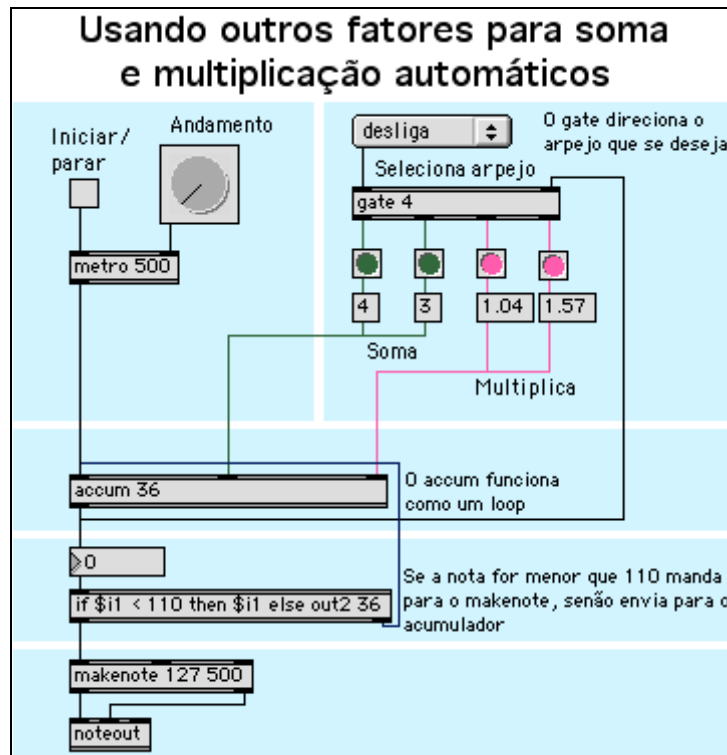 Usando outros fatores para soma
e multiplicação automáticos
Iniciar/
parar
Andamento
metro 500
desliga
O gate direciona o
arpejo que se deseja
Seleciona arpejo
gate 4
4
3
1.04
1.57
Soma
Multiplica
accum 36
O accum funciona
como um loop
0
if $i1 < 110 then $i1 else out2 36
Se a nota for menor que 110 manda
para o makenote, senão envia para o
acumulador
makenote 127 500
noteout